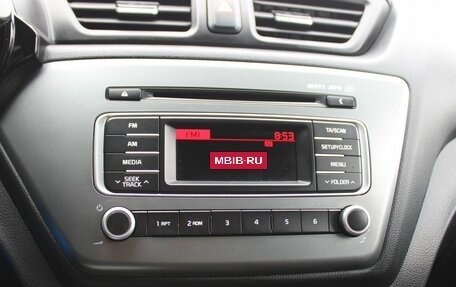 FM
AM
MEDIA
SEEK
TRACK
FM1
8:53
MBIB-RU
TA/SCAN
SETUP/CLOCK
MENU
FOLDER
1 RPT
2 RDM
3
4
5
6